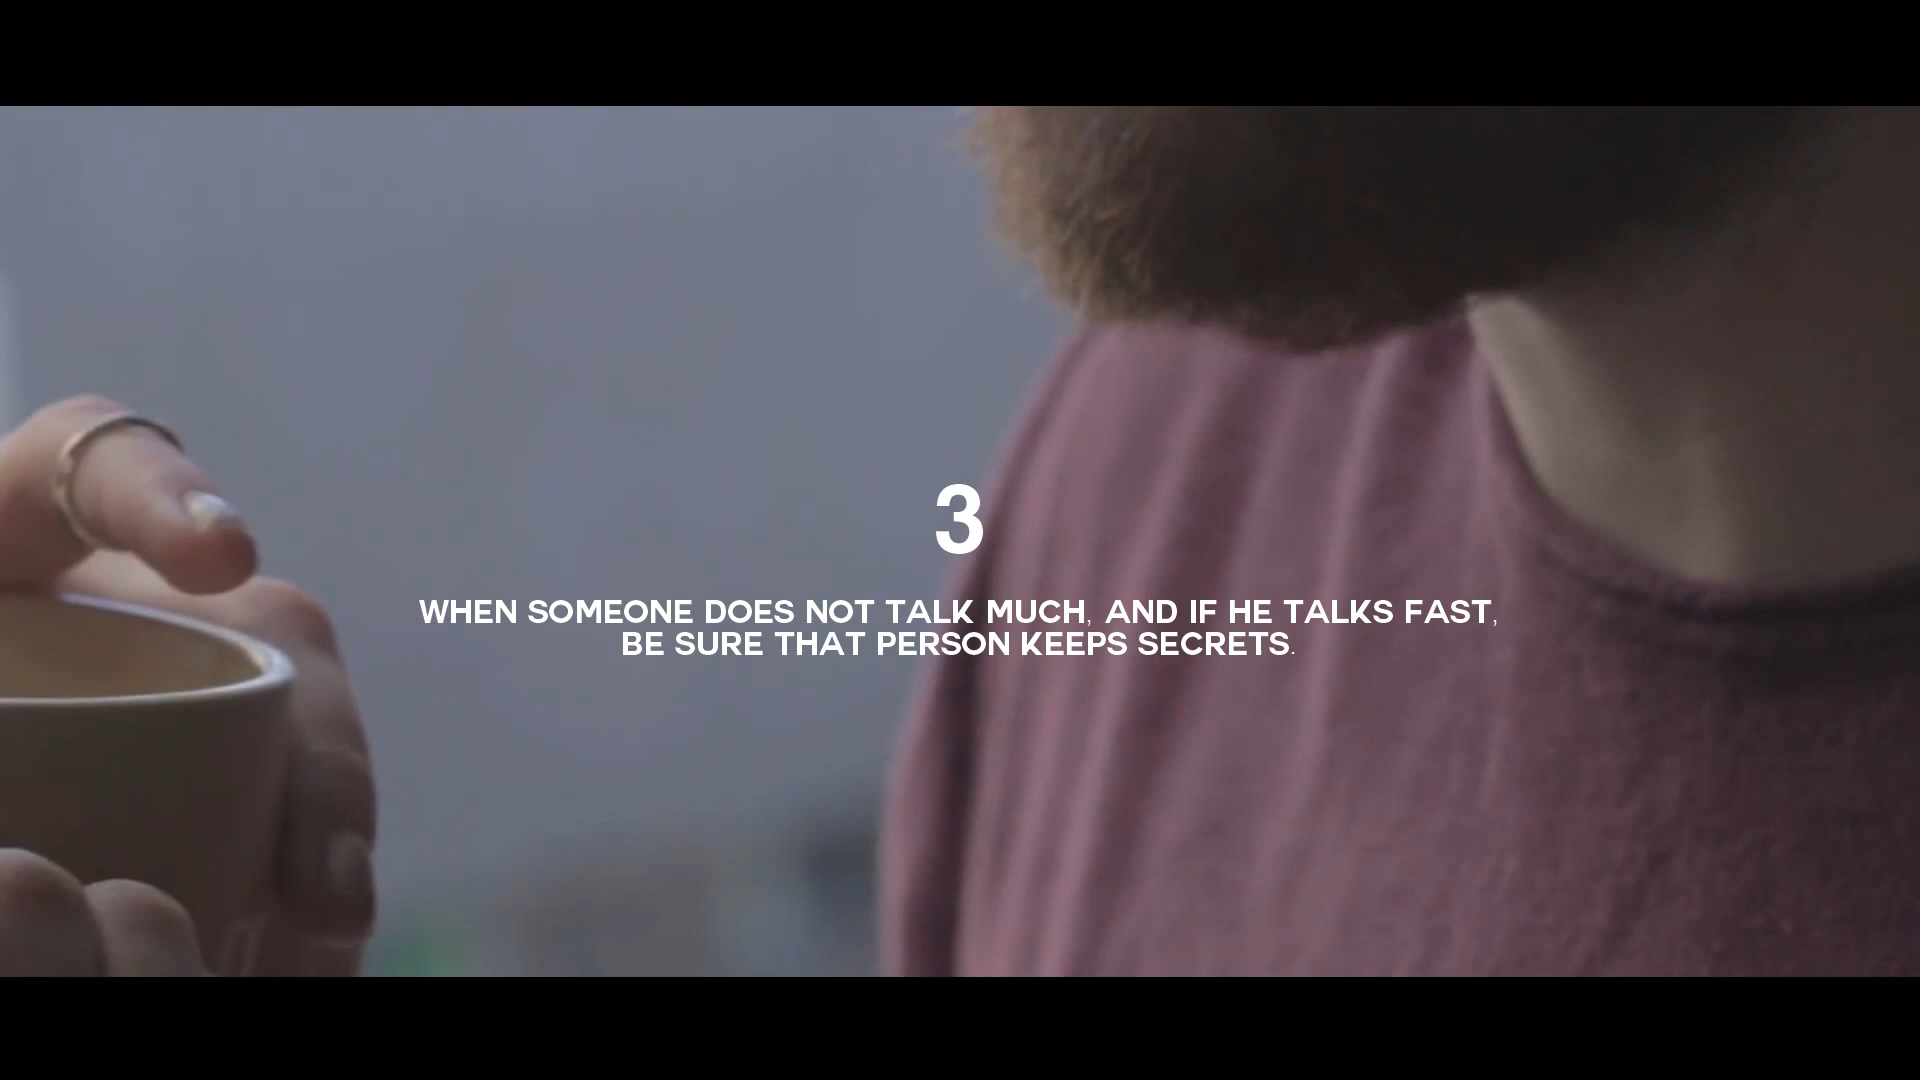 3
WHEN SOMEONE DOES NOT TALK MUCH, AND IF HE TALKS FAST,
BE SURE THAT PERSON KEEPS SECRETS.